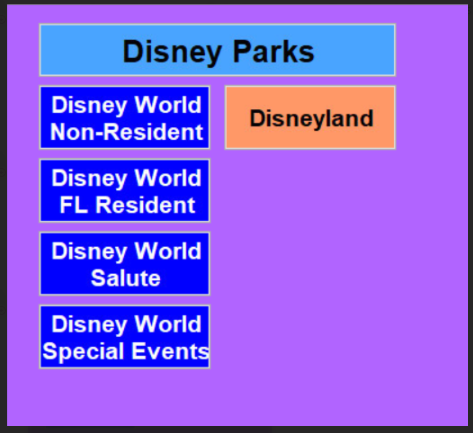 Disney Parks
Disney World
Non-Resident
Disneyland
Disney World
FL Resident
Disney World
Salute
Disney World
Special Events